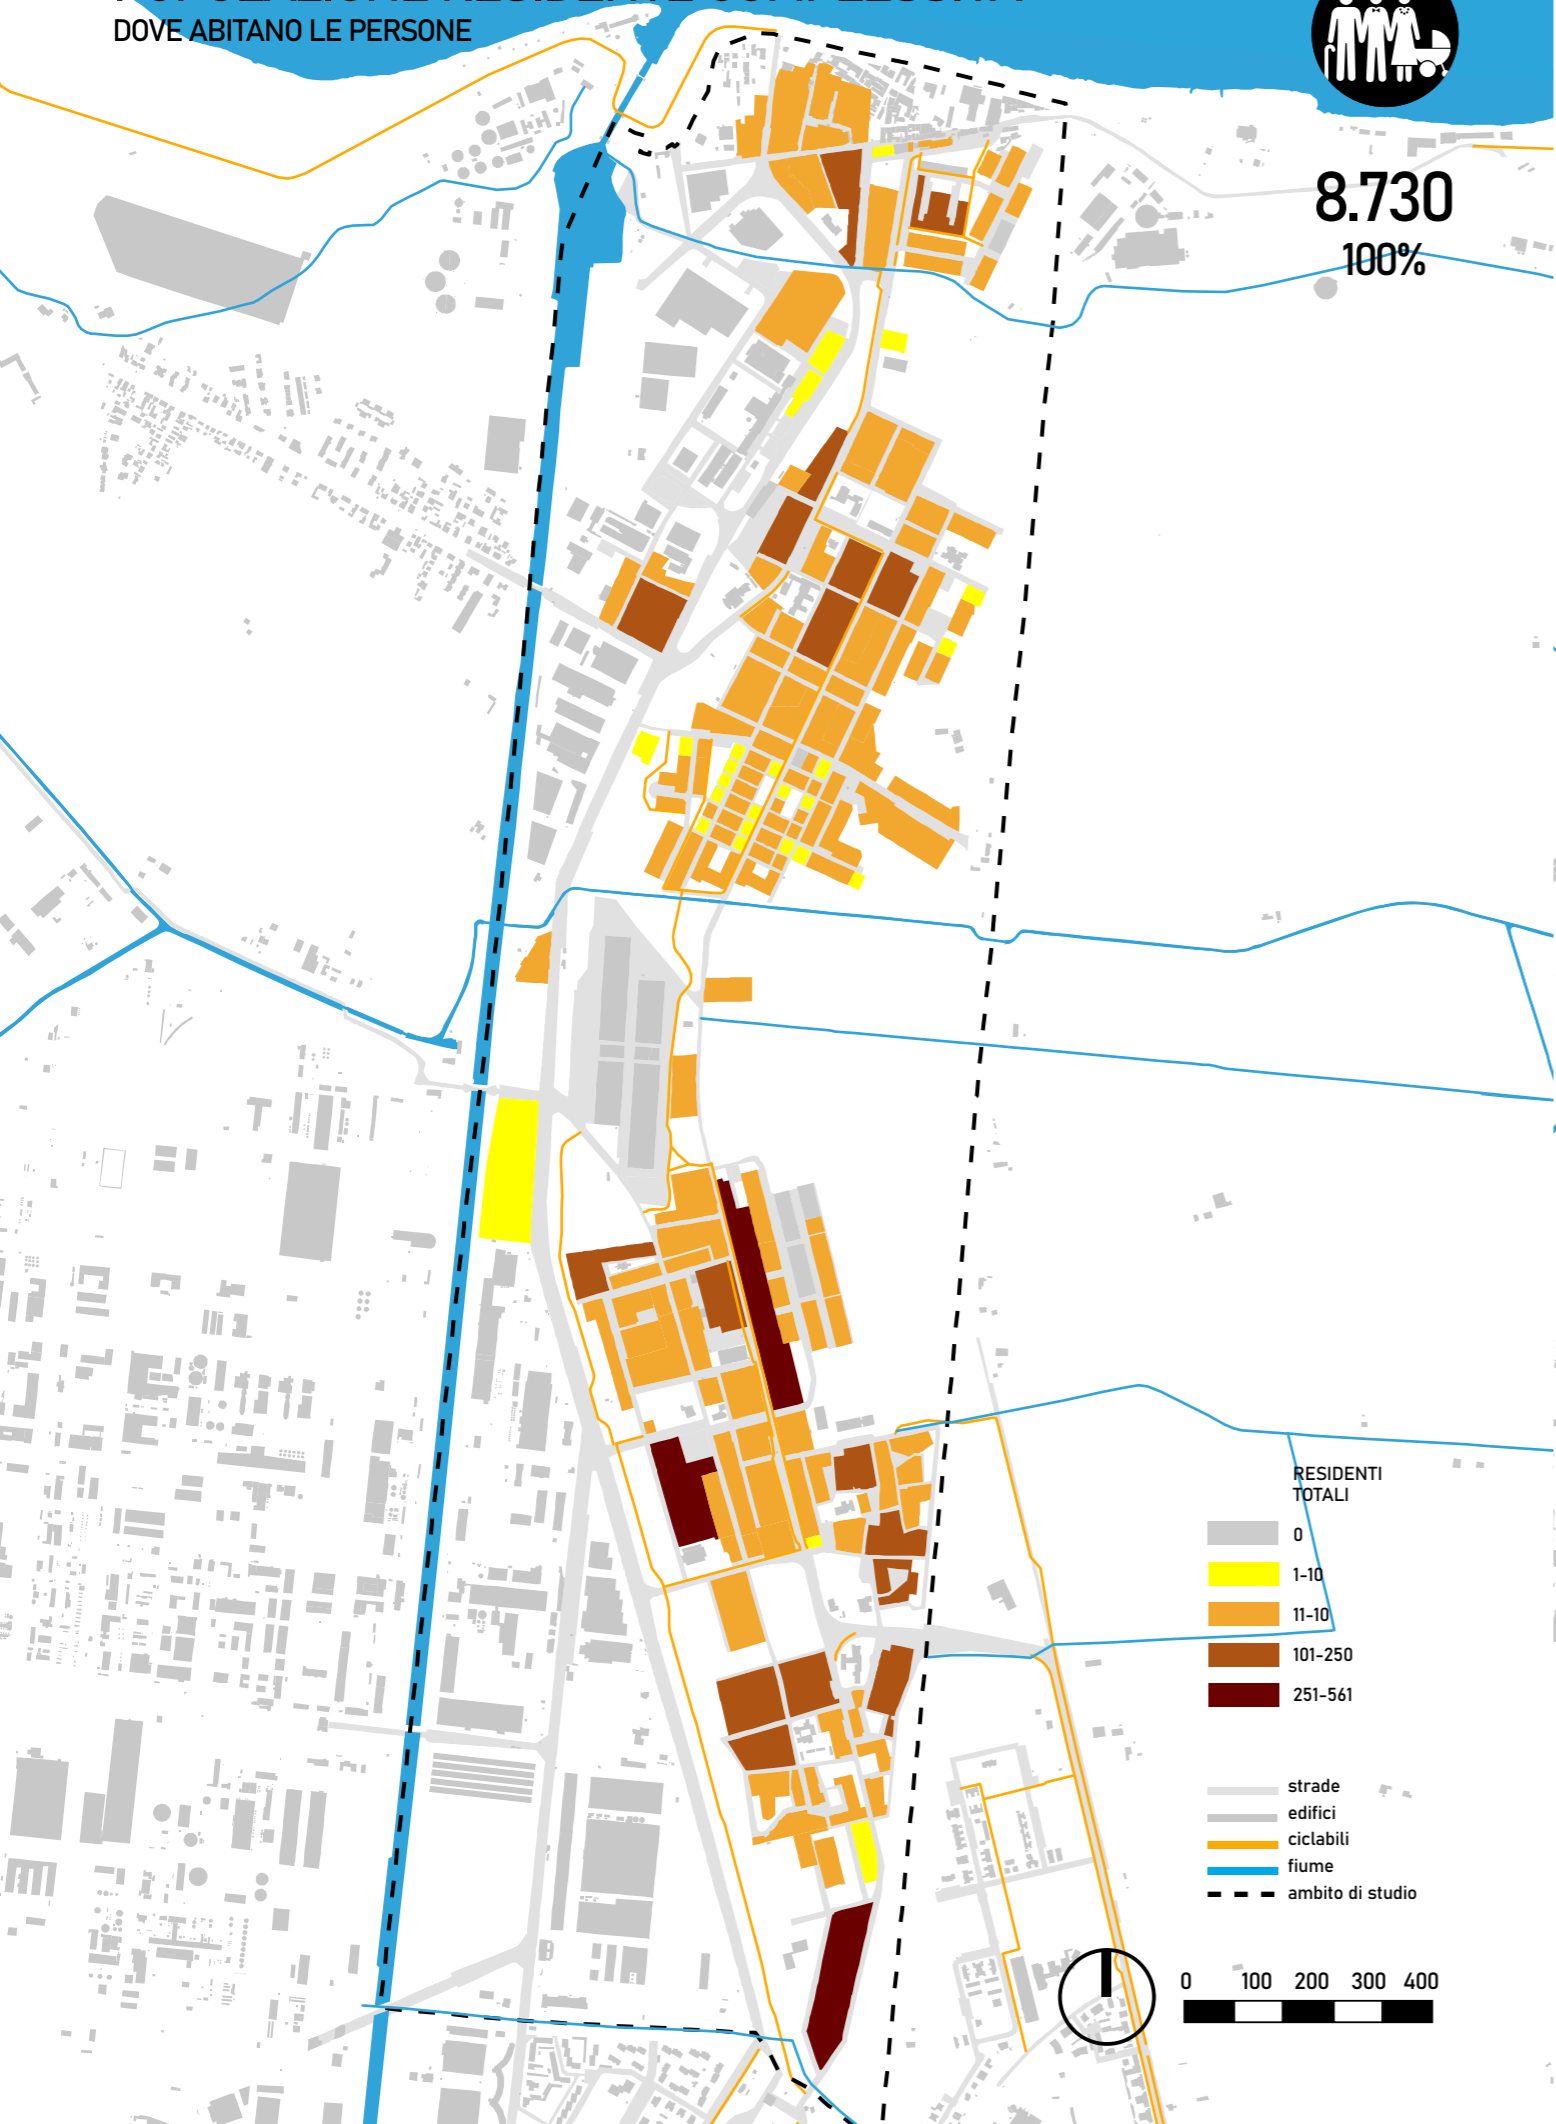 DOVE ABITANO LE PERSONE
8.730
100%
RESIDENTI
TOTALI
0
1-10
11-10
101-250
251-561
strade
edifici
ciclabili
fiume
ambito di studio
0 100 200 300 400